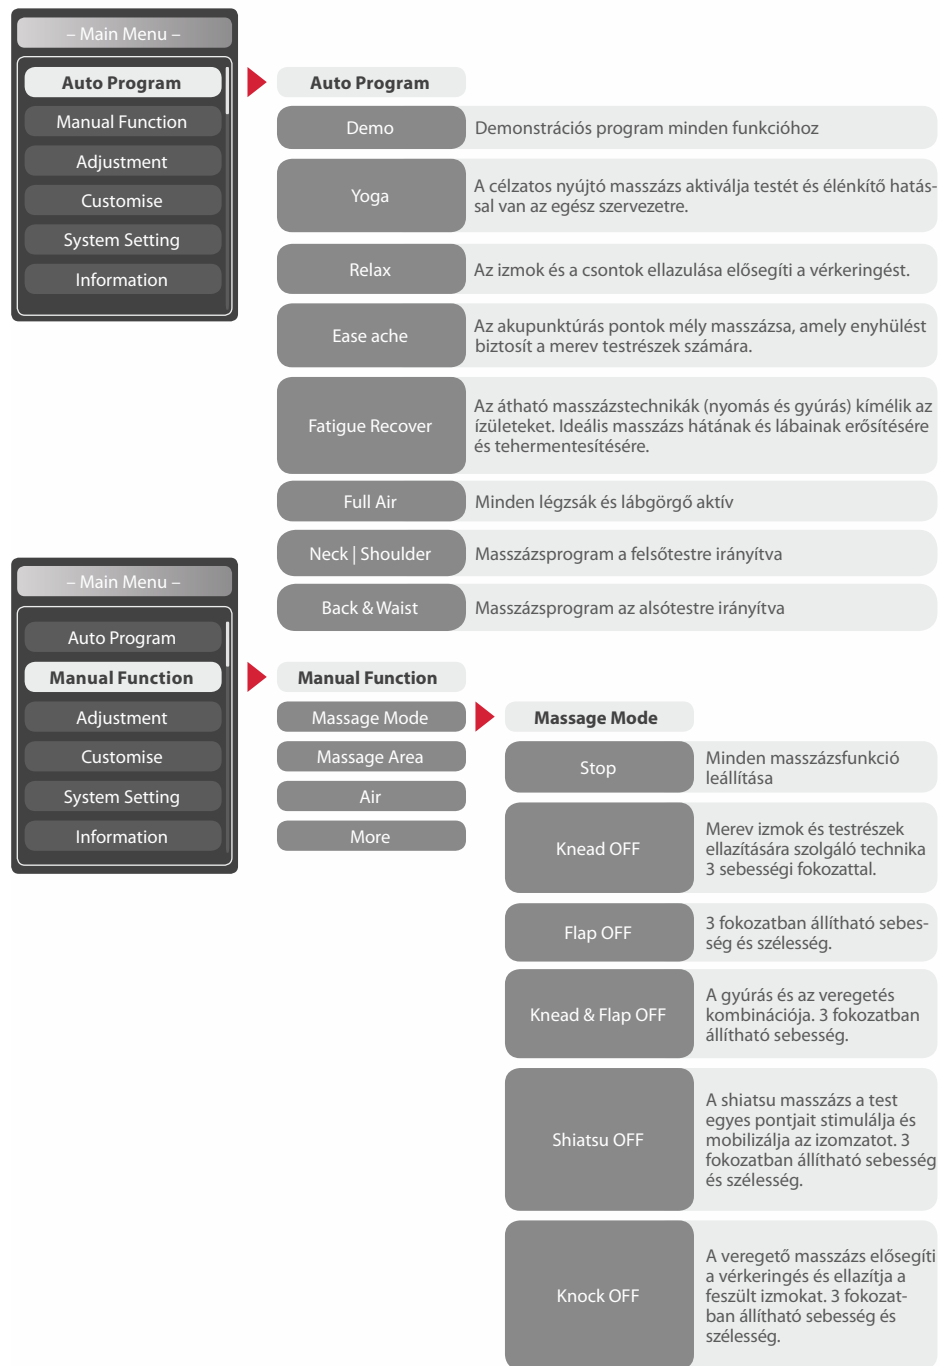 – Main Menu –
Auto Program
Manual Function
Adjustment
Customise
System Setting
Information
Auto Program
Demo
Demonstrációs program minden funkcióhoz
Yoga
A célzatos nyújtó masszázs aktiválja testét és élénkítő hatás-
sal van az egész szervezetre.
Relax
Az izmok és a csontok ellazulása elősegíti a vérkeringést.
Ease ache
Az akupunktúrás pontok mély masszázsa, amely enyhülést
biztosít a merev testrészek számára.
Fatigue Recover
Az átható masszázstechnikák (nyomás és gyúrás) kímélik az
ízületeket. Ideális masszázs hátának és lábainak erősítésére
és tehermentesítésére.
Full Air
Minden légzsák és lábgörgő aktív
Neck | Shoulder
Masszázsprogram a felsőtestre irányítva
Back & Waist
Masszázsprogram az alsótestre irányítva
– Main Menu –
Auto Program
Manual Function
Adjustment
Customise
System Setting
Information
Manual Function
Massage Mode
Massage Area
Air
More
Massage Mode
Stop
Minden masszázsfunkció
leállítása
Knead OFF
Merev izmok és testrészek
ellazítására szolgáló technika
3 sebességi fokozattal.
Flap OFF
3 fokozatban állítható sebes-
ség és szélesség.
Knead & Flap OFF
A gyúrás és az veregetés
kombinációja. 3 fokozatban
állítható sebesség.
Shiatsu OFF
A shiatsu masszázs a test
egyes pontjait stimulálja és
mobilizálja az izomzatot. 3
fokozatban állítható sebesség
és szélesség.
Knock OFF
A veregető masszázs elősegíti
a vérkeringés és ellazítja a
feszült izmokat. 3 fokozat-
ban állítható sebesség és
szélesség.